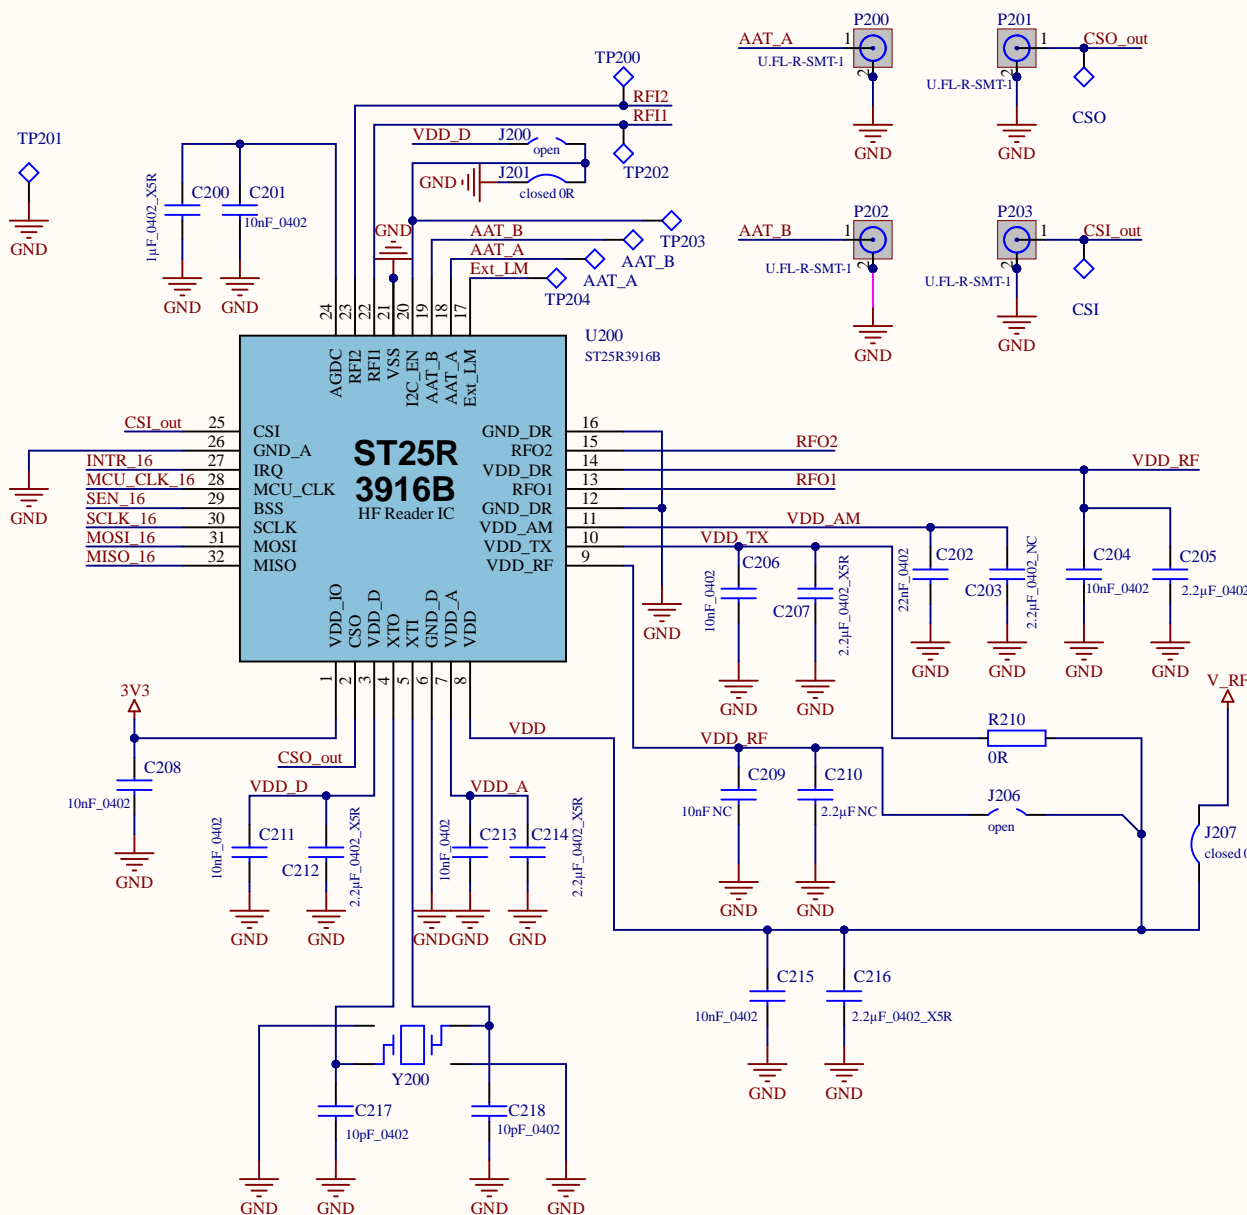 P200
AAT_A
1
2
U.FL-R-SMT-1
GND
P201
1
CSO_out
2
U.FL-R-SMT-1
CSO
GND
TP200
RFI2
RFI1
VDD_D
J200
open
TP202
GND
J201
closed 0R
TP201
GND
C200
1µF_0402_X5R
GND
C201
10nF_0402
GND
GND
TP203
AAT_B
AAT_B
AAT_A
AAT_A
Ext_LM
TP204
P202
AAT_B
1
2
U.FL-R-SMT-1
GND
P203
1
CSI_out
2
U.FL-R-SMT-1
CSI
GND
24
23
22
21
20
19
18
17
U200
ST25R3916B
AGDC
RFI2
RFI1
VSS
I2C_EN
AAT_B
AAT_A
Ext_LM
ST25R
3916B
HF Reader IC
CSI_out
25
CSI
26
GND_A
INTR_16
27
IRQ
MCU_CLK_16
28
MCU_CLK
SEN_16
29
BSS
SCLK_16
30
SCLK
MOSI_16
31
MOSI
MISO_16
32
MISO
GND
GND_DR
16
RFO2
15
RFO2
VDD_DR
14
VDD_RF
RFO1
13
RFO1
GND_DR
12
VDD_AM
11
VDD_AM
VDD_TX
10
VDD_TX
VDD_RF
9
GND
C206
10nF_0402
GND
C207
2.2µF_0402_X5R
GND
C202
22nF_0402
GND
C203
2.2µF_0402_NC
GND
C204
10nF_0402
GND
C205
2.2µF_0402
GND
VDD_IO
CSO
VDD_D
XTO
XTI
GND_D
VDD_A
VDD
1
2
3
4
5
6
7
8
3V3
C208
10nF_0402
GND
CSO_out
VDD_D
C211
10nF_0402
GND
C212
2.2µF_0402_X5R
GND
VDD_A
GND
C213
10nF_0402
GND
C214
2.2µF_0402_X5R
GND
VDD
VDD_RF
C209
10nF NC
GND
C210
2.2µF NC
GND
R210
0R
J206
open
V_RF
J207
closed 0
C215
10nF_0402
GND
C216
2.2µF_0402_X5R
GND
Y200
C217
10pF_0402
C218
10pF_0402
GND
GND
GND
GND